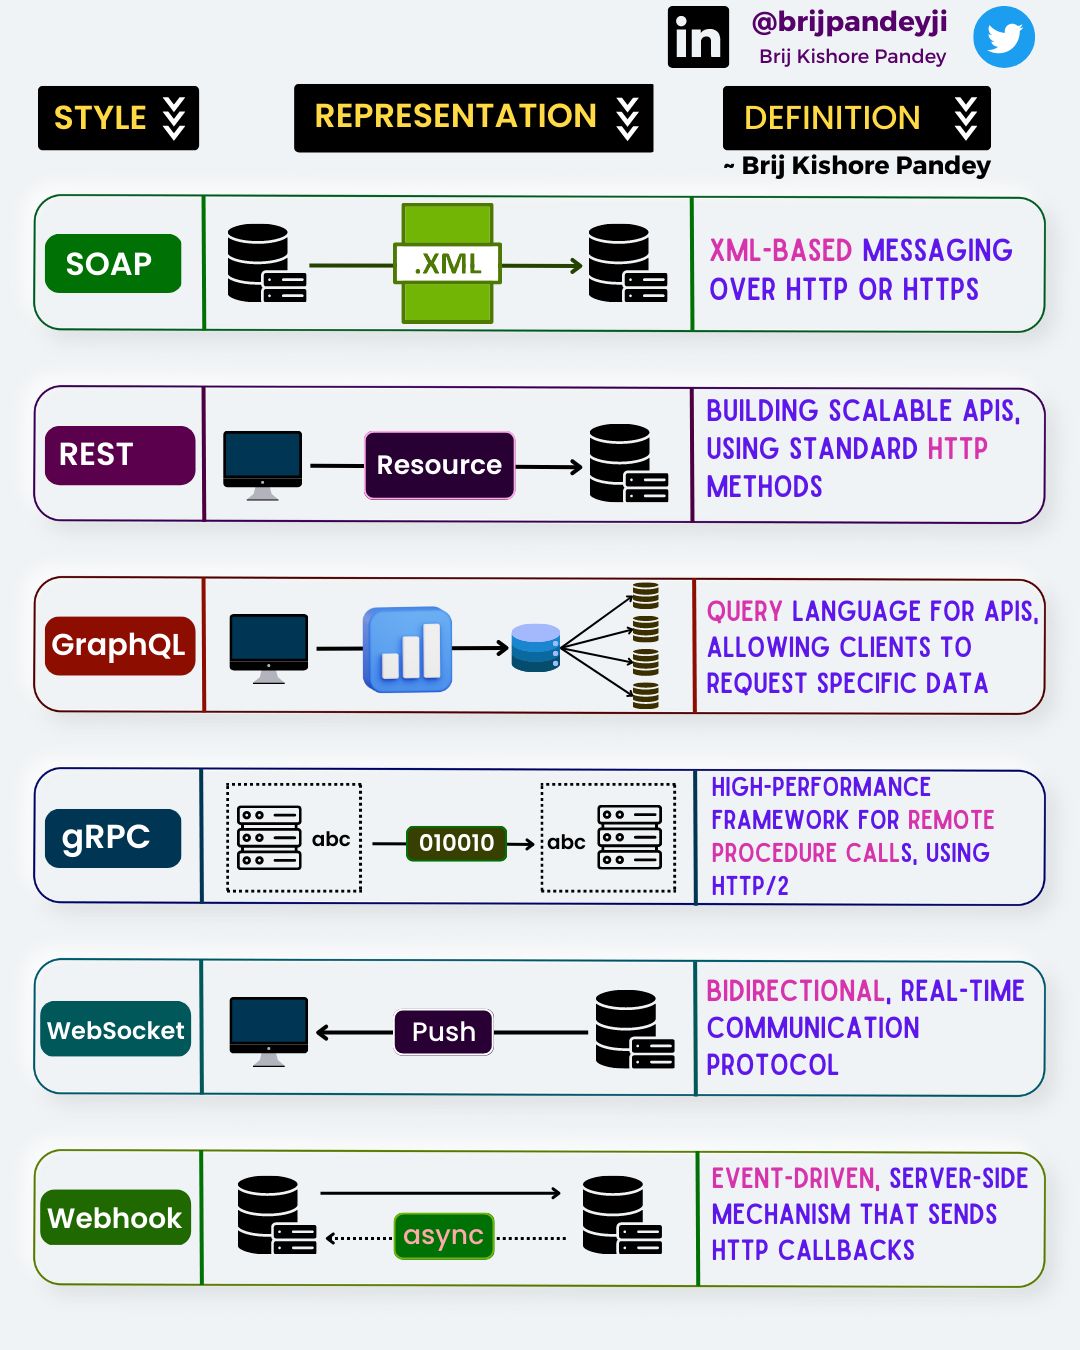 in
@brijpandeyji
Brij Kishore Pandey
STYLE
REPRESENTATION
DEFINITION
~ Brij Kishore Pandey
SOAP
.XML
XML-BASED MESSAGING
OVER HTTP OR HTTPS
REST
Resource
BUILDING SCALABLE APIS,
USING STANDARD HTTP
METHODS
GraphQL
QUERY LANGUAGE FOR APIS,
ALLOWING CLIENTS TO
REQUEST SPECIFIC DATA
gRPC
abc
010010
abc
HIGH-PERFORMANCE
FRAMEWORK FOR REMOTE
PROCEDURE CALLS, USING
HTTP/2
WebSocket
Push
BIDIRECTIONAL, REAL-TIME
COMMUNICATION
PROTOCOL
Webhook
async
EVENT-DRIVEN, SERVER-SIDE
MECHANISM THAT SENDS
HTTP CALLBACKS